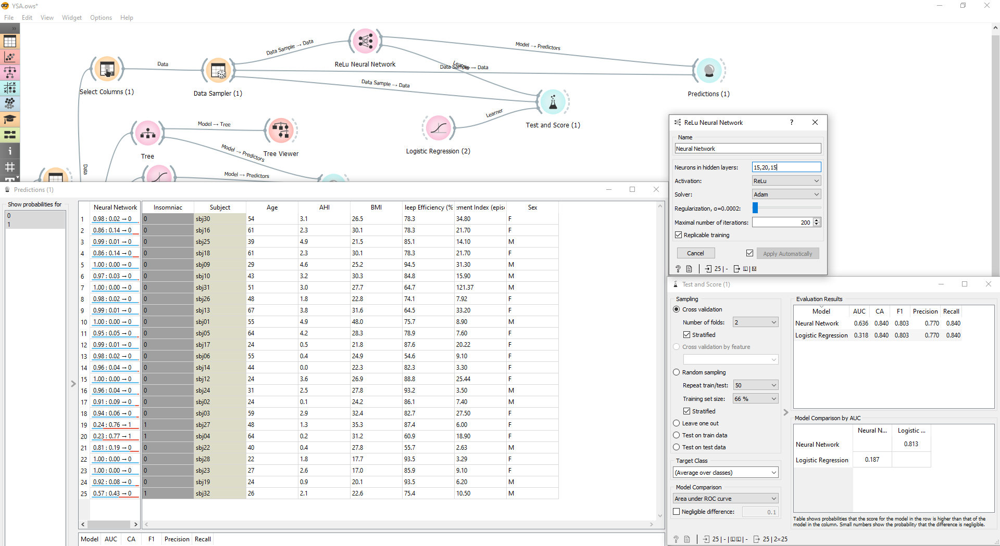 YSA.ows*
File Edit View Widget Options Help
Data Sample → Data
Model → Predictors
Data
ReLu Neural Network
Learner
Data Sample → Data
Data Sample → Data
Select Columns (1)
Data Sampler (1)
Predictions (1)
Learner
Model → Tree
Test and Score (1)
Model → Predictors
Logistic Regression (2)
Tree
Tree Viewer
Data
Model → Predictors
ReLu Neural Network ?
Name
Neural Network
Neurons in hidden layers: 15,20,15
Activation: ReLu
Solver: Adam
Regularization, α=0.0002:
Maximal number of iterations: 200
Replicable training
Cancel Apply Automatically
? 25 | -
Predictions (1)
Show probabilities for
0
1
Neural Network Insomniac Subject Age AHI BMI leep Efficiency (% ement Index (epis Sex
1 0.98 : 0.02 → 0 0 sbj30 54 3.1 26.5 78.3 34.80 F
2 0.86 : 0.14 → 0 0 sbj16 61 2.3 30.1 78.3 21.70 F
3 0.99 : 0.01 → 0 0 sbj25 39 4.9 21.5 85.1 14.10 M
4 0.86 : 0.14 → 0 0 sbj18 61 2.3 30.1 78.3 21.70 F
5 1.00 : 0.00 → 0 0 sbj09 29 4.6 25.2 94.5 31.30 M
6 0.97 : 0.03 → 0 0 sbj10 43 3.2 30.3 84.8 15.90 M
7 1.00 : 0.00 → 0 0 sbj31 51 3.0 27.7 64.7 121.37 M
8 0.98 : 0.02 → 0 0 sbj26 48 1.8 22.8 74.1 7.92 F
9 0.99 : 0.01 → 0 0 sbj13 67 3.8 31.6 64.5 33.20 F
10 1.00 : 0.00 → 0 0 sbj01 55 4.9 48.0 75.7 8.90 M
11 0.95 : 0.05 → 0 0 sbj05 64 4.2 28.3 78.9 7.60 F
12 0.99 : 0.01 → 0 0 sbj17 24 0.5 21.8 87.6 20.22 F
13 0.98 : 0.02 → 0 0 sbj06 55 0.4 24.9 54.6 9.10 F
14 0.96 : 0.04 → 0 0 sbj14 44 0.0 22.3 82.3 3.30 F
15 1.00 : 0.00 → 0 0 sbj12 24 3.6 26.9 88.8 25.44 F
16 0.96 : 0.04 → 0 0 sbj24 31 2.5 27.8 93.2 3.50 M
17 0.91 : 0.09 → 0 0 sbj02 24 0.1 24.2 86.1 7.40 M
18 0.94 : 0.06 → 0 0 sbj03 59 2.9 32.4 82.7 27.50 F
19 0.24 : 0.76 → 1 1 sbj27 48 1.3 35.3 87.4 6.00 F
20 0.23 : 0.77 → 1 1 sbj04 64 0.2 31.2 60.9 18.90 F
21 0.81 : 0.19 → 0 0 sbj22 40 0.4 27.8 55.7 2.63 M
22 1.00 : 0.00 → 0 0 sbj28 22 1.8 17.7 93.5 3.29 F
23 1.00 : 0.00 → 0 0 sbj23 27 2.6 17.0 85.9 9.10 F
24 0.92 : 0.08 → 0 0 sbj19 24 0.9 20.1 93.5 6.20 M
25 0.57 : 0.43 → 0 1 sbj32 26 2.1 22.6 75.4 10.50 M
Model AUC CA F1 Precision Recall
Test and Score (1)
Sampling
Cross validation
Number of folds: 2
Stratified
Cross validation by feature
Random sampling
Repeat train/test: 50
Training set size: 66 %
Stratified
Leave one out
Test on train data
Test on test data
Target Class
(Average over classes)
Model Comparison
Area under ROC curve
Negligible difference: 0.1
Evaluation Results
Model AUC CA F1 Precision Recall
Neural Network 0.636 0.840 0.803 0.770 0.840
Logistic Regression 0.318 0.840 0.803 0.770 0.840
Model Comparison by AUC
Neural N... Logistic ...
Neural Network 0.813
Logistic Regression 0.187
Table shows probabilities that the score for the model in the row is higher than that of the
model in the column. Small numbers show the probability that the difference is negligible.
? 25 | - | - 25 | 2×25